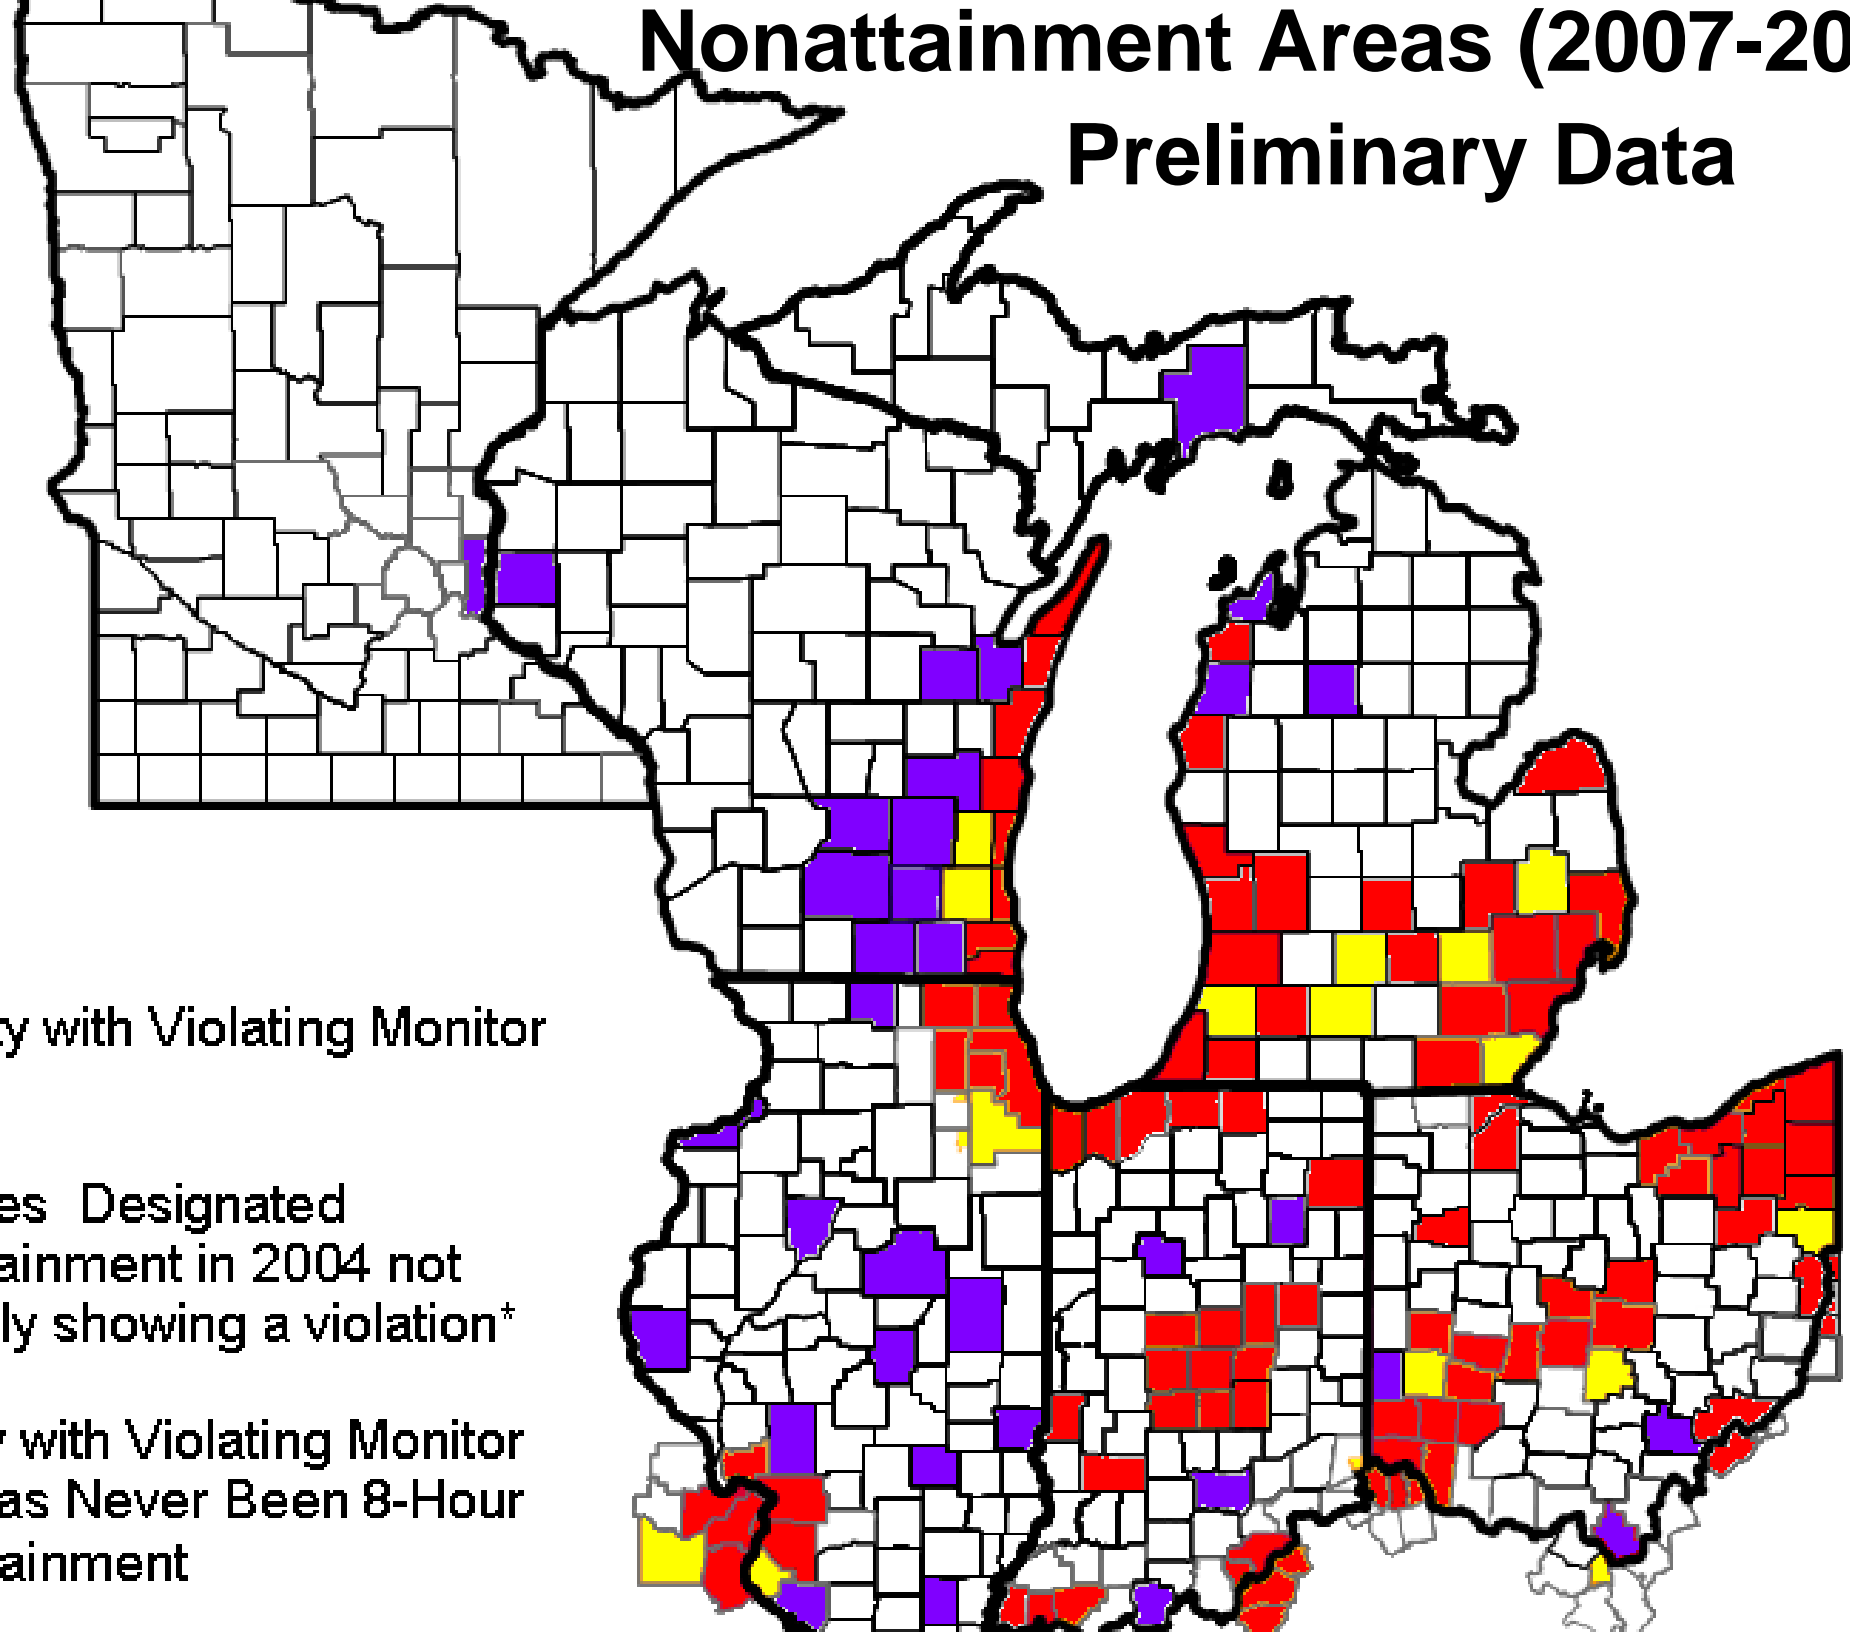 Nonattainment Areas (2007-20
Preliminary Data
y with Violating Monitor
es Designated
ainment in 2004 not
ly showing a violation*
y with Violating Monitor
as Never Been 8-Hour
tainment